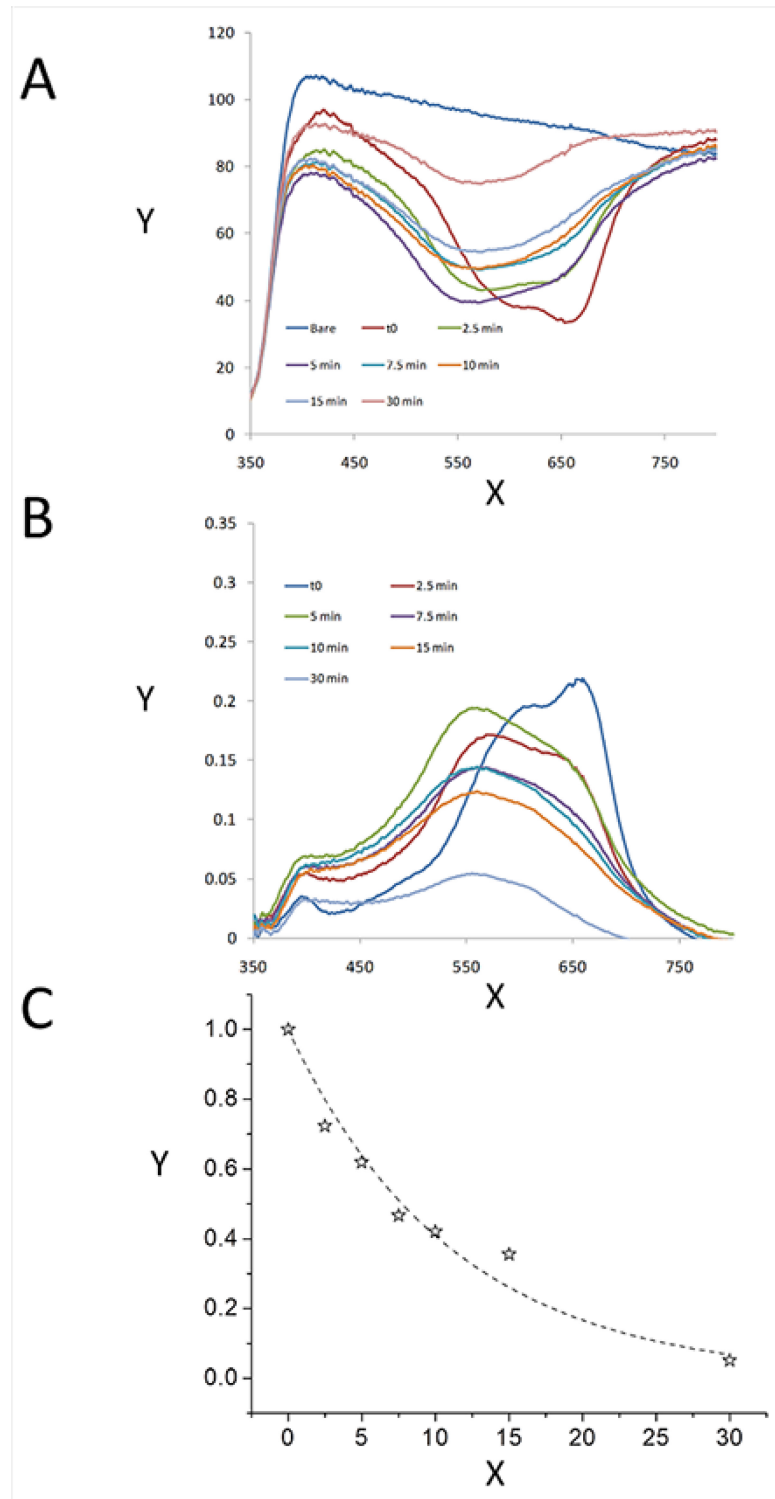 A
120
100
80
Y
60
40
20
0
Bare t0 2.5 min
5 min 7.5 min 10 min
15 min 30 min
350 450 550 650 750
X
B
0.35
0.3
0.25
0.2
0.15
0.1
0.05
0
Y
t0 2.5 min
5 min 7.5 min
10 min 15 min
30 min
350 450 550 650 750
X
C
1.0
0.8
0.6
0.4
0.2
0.0
Y
0 5 10 15 20 25 30
X